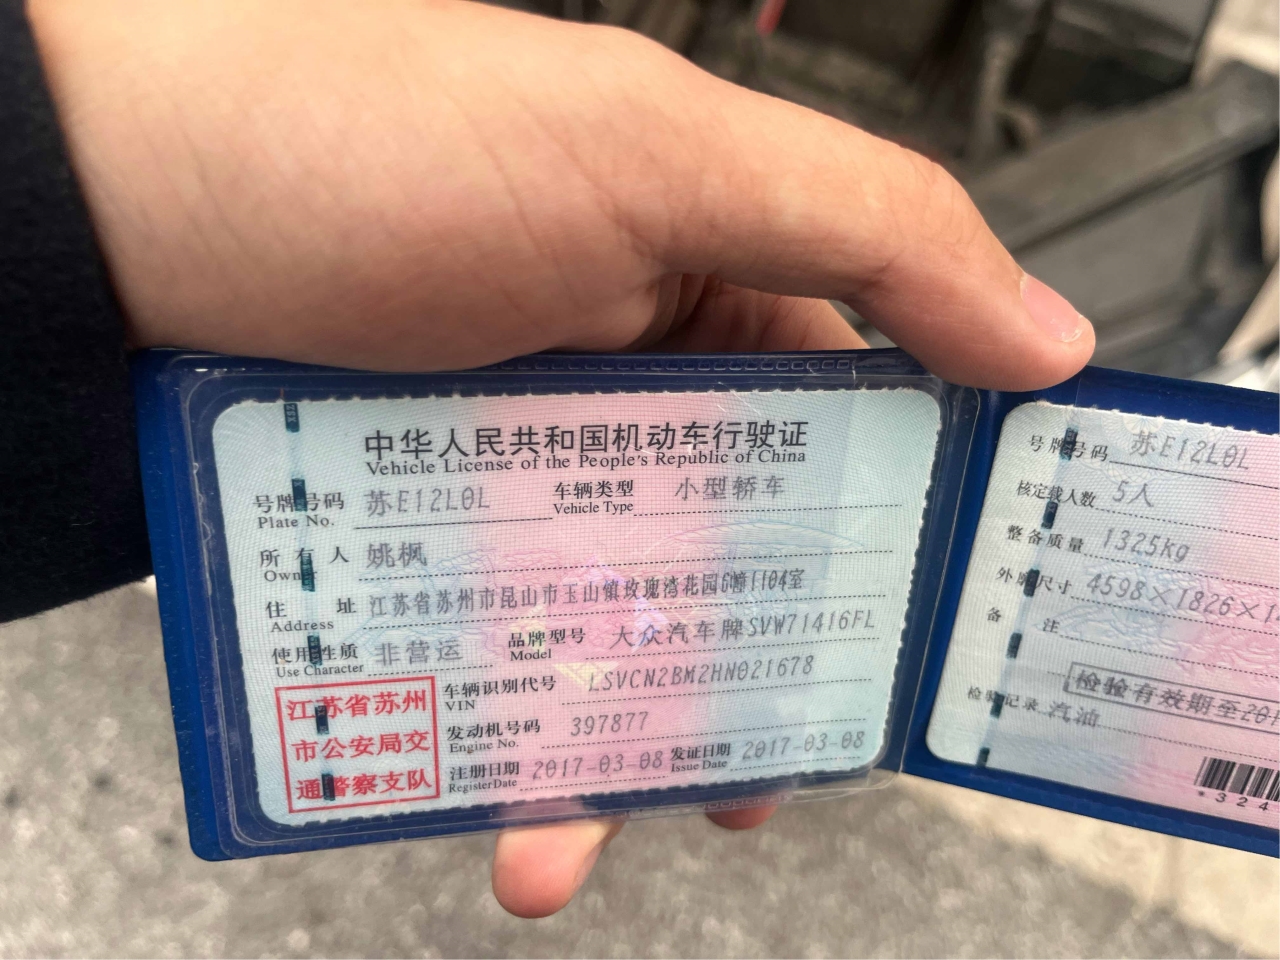 中华人民共和国机动车行驶证
Vehicle License of the People's Republic of China
号牌号码 苏E12L0L 车辆类型 小型轿车
Plate No. Vehicle Type
所有人 姚枫
Owner
住址 江苏省苏州市昆山市玉山镇玫瑰湾花园6幢1104室
Address
使用性质 非营运 品牌型号 大众汽车牌SVW71416FL
Use Character Model
江苏省苏州
市公安局交
通警察支队
车辆识别代号 LSVCN2BM2HN021678
VIN
发动机号码 397877
Engine No.
注册日期 2017-03-08 发证日期 2017-03-08
Register Date Issue Date
号牌号码 苏E12L0L
核定载人数 5人
整备质量 1325kg
外廓尺寸 4598×1826×1
备注
检验有效期至201
检验记录 汽油
*324